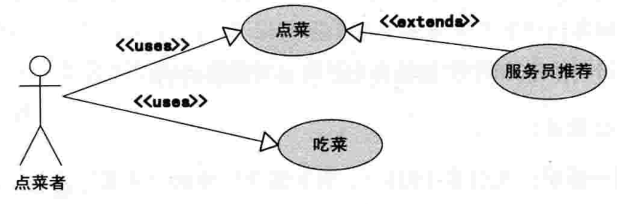 点菜
<<extends>>
<<uses>>
服务员推荐
<<uses>>
吃菜
点菜者